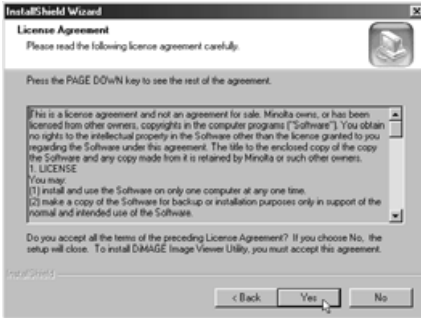 InstallShield Wizard
License Agreement
Please read the following license agreement carefully.
Press the PAGE DOWN key to see the rest of the agreement.
This is a license agreement and not an agreement for sale. Minolta owns, or has been
licensed from other owners, copyrights in the computer programs ("Software"). You obtain
no rights to the intellectual property in the Software other than the license granted to you
regarding the Software under this agreement. The title to the enclosed copy of the copy
the Software and any copy made from it is retained by Minolta or such other owners.
1. LICENSE
You may:
(1) install and use the Software on only one computer at any one time.
(2) make a copy of the Software for backup or installation purposes only in support of the
normal and intended use of the Software.
Do you accept all the terms of the preceding License Agreement? If you choose No, the
setup will close. To install DiMAGE Image Viewer Utility, you must accept this agreement.
InstallShield
< Back
Yes
No